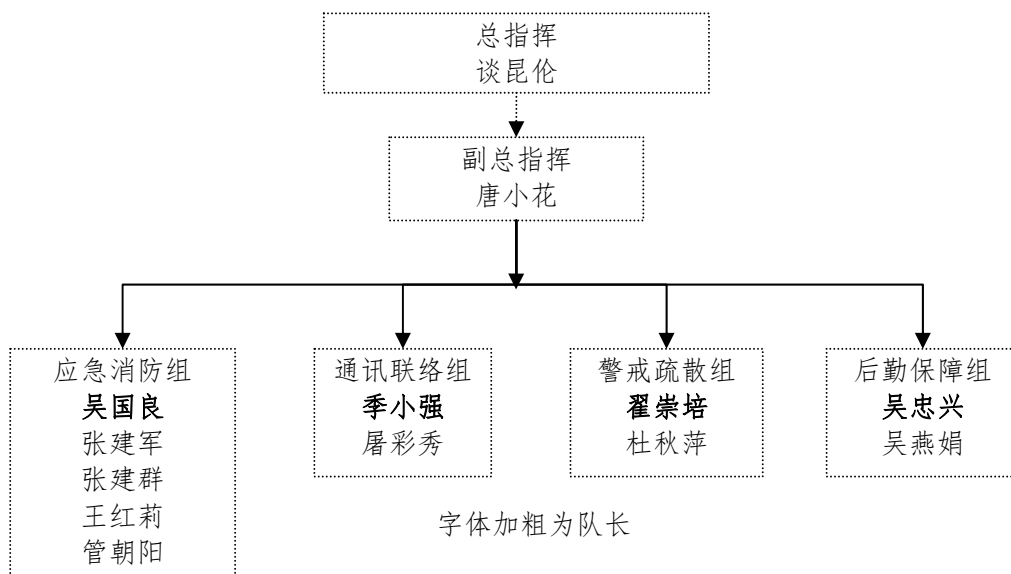 总指挥
谈昆伦
副总指挥
唐小花
应急消防组
吴国良
张建军
张建群
王红莉
管朝阳
通讯联络组
季小强
屠彩秀
警戒疏散组
翟崇培
杜秋萍
后勤保障组
吴忠兴
吴燕娟
字体加粗为队长